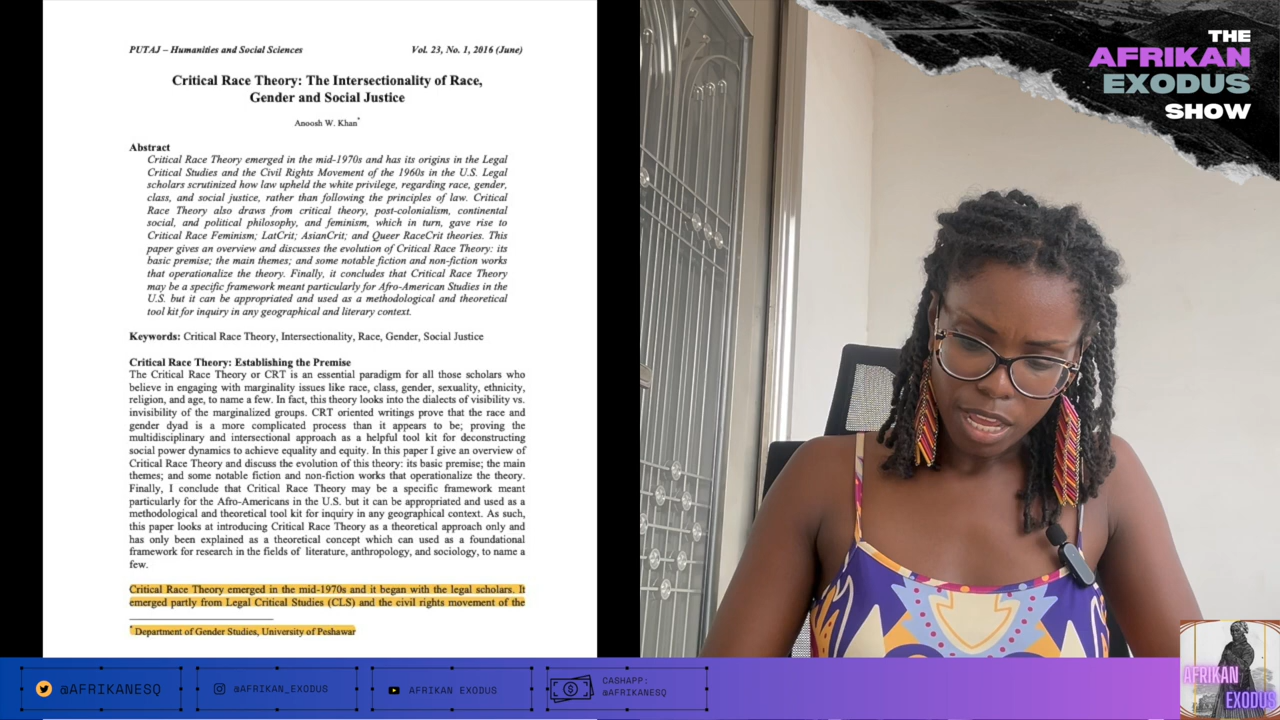 PUTAJ – Humanities and Social Sciences Vol. 23, No. 1, 2016 (June)
Critical Race Theory: The Intersectionality of Race,
Gender and Social Justice
Anoosh W. Khan*
Abstract
Critical Race Theory emerged in the mid-1970s and has its origins in the Legal
Critical Studies and the Civil Rights Movement of the 1960s in the U.S. Legal
scholars scrutinized how law upheld the white privilege, regarding race, gender,
class, and social justice, rather than following the principles of law. Critical
Race Theory also draws from critical theory, post-colonialism, continental
social, and political philosophy, and feminism, which in turn, gave rise to
Critical Race Feminism; LatCrit; AsianCrit; and Queer RaceCrit theories. This
paper gives an overview and discusses the evolution of Critical Race Theory: its
basic premise; the main themes; and some notable fiction and non-fiction works
that operationalize the theory. Finally, it concludes that Critical Race Theory
may be a specific framework meant particularly for Afro-American Studies in the
U.S. but it can be appropriated and used as a methodological and theoretical
tool kit for inquiry in any geographical and literary context.
Keywords: Critical Race Theory, Intersectionality, Race, Gender, Social Justice
Critical Race Theory: Establishing the Premise
The Critical Race Theory or CRT is an essential paradigm for all those scholars who
believe in engaging with marginality issues like race, class, gender, sexuality, ethnicity,
religion, and age, to name a few. In fact, this theory looks into the dialects of visibility vs.
invisibility of the marginalized groups. CRT oriented writings prove that the race and
gender dyad is a more complicated process than it appears to be; proving the
multidisciplinary and intersectional approach as a helpful tool kit for deconstructing
social power dynamics to achieve equality and equity. In this paper I give an overview of
Critical Race Theory and discuss the evolution of this theory: its basic premise; the main
themes; and some notable fiction and non-fiction works that operationalize the theory.
Finally, I conclude that Critical Race Theory may be a specific framework meant
particularly for the Afro-Americans in the U.S. but it can be appropriated and used as a
methodological and theoretical tool kit for inquiry in any geographical context. As such,
this paper looks at introducing Critical Race Theory as a theoretical approach only and
has only been explained as a theoretical concept which can used as a foundational
framework for research in the fields of literature, anthropology, and sociology, to name a
few.
Critical Race Theory emerged in the mid-1970s and it began with the legal scholars. It
emerged partly from Legal Critical Studies (CLS) and the civil rights movement of the
* Department of Gender Studies, University of Peshawar
THE
AFRIKAN
EXODUS
SHOW
@AFRIKANESQ
@AFRIKAN_EXODUS
AFRIKAN EXODUS
CASHAPP:
@AFRIKANESQ
AFRIKAN
EXODUS